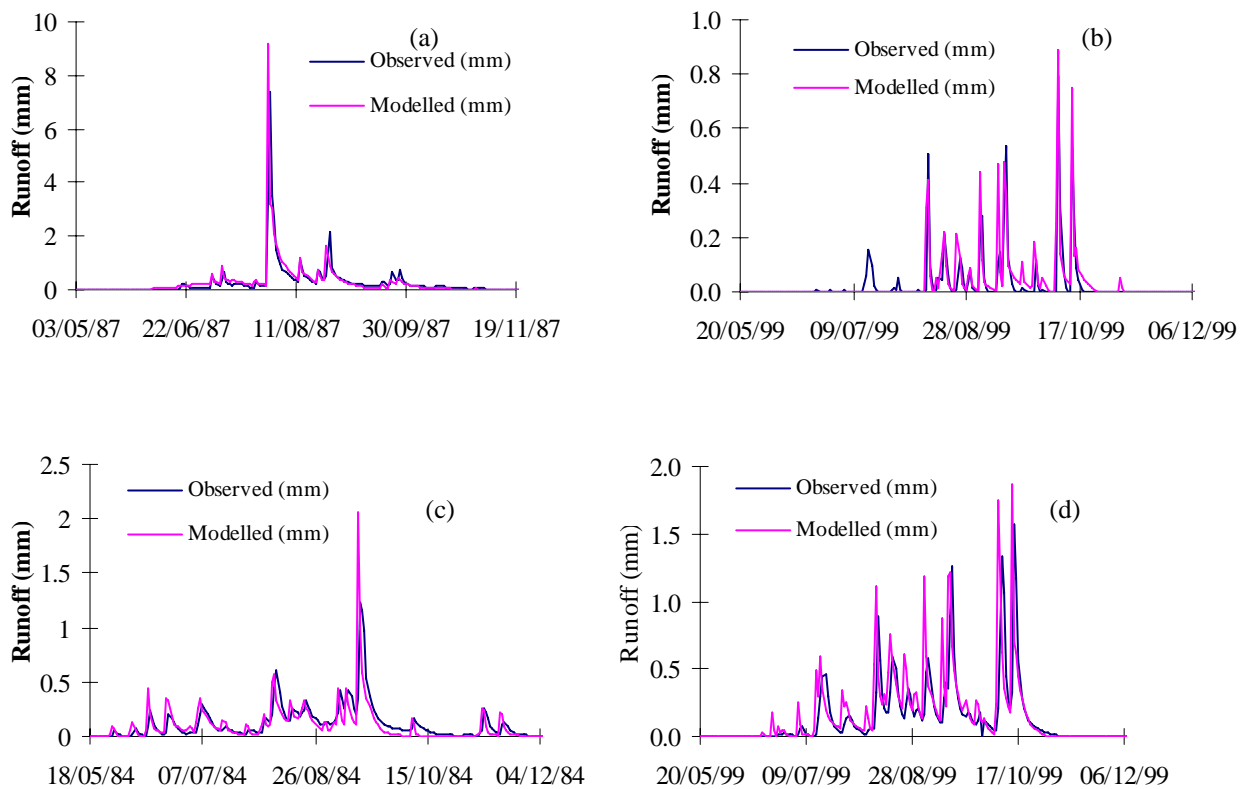 (a)
Observed (mm)
Modelled (mm)
Runoff (mm)
10
8
6
4
2
0
03/05/87 22/06/87 11/08/87 30/09/87 19/11/87
(b)
Observed (mm)
Modelled (mm)
Runoff (mm)
1.0
0.8
0.6
0.4
0.2
0.0
20/05/99 09/07/99 28/08/99 17/10/99 06/12/99
(c)
Observed (mm)
Modelled (mm)
Runoff (mm)
2.5
2
1.5
1
0.5
0
18/05/84 07/07/84 26/08/84 15/10/84 04/12/84
(d)
Observed (mm)
Modelled (mm)
Runoff (mm)
2.0
1.5
1.0
0.5
0.0
20/05/99 09/07/99 28/08/99 17/10/99 06/12/99